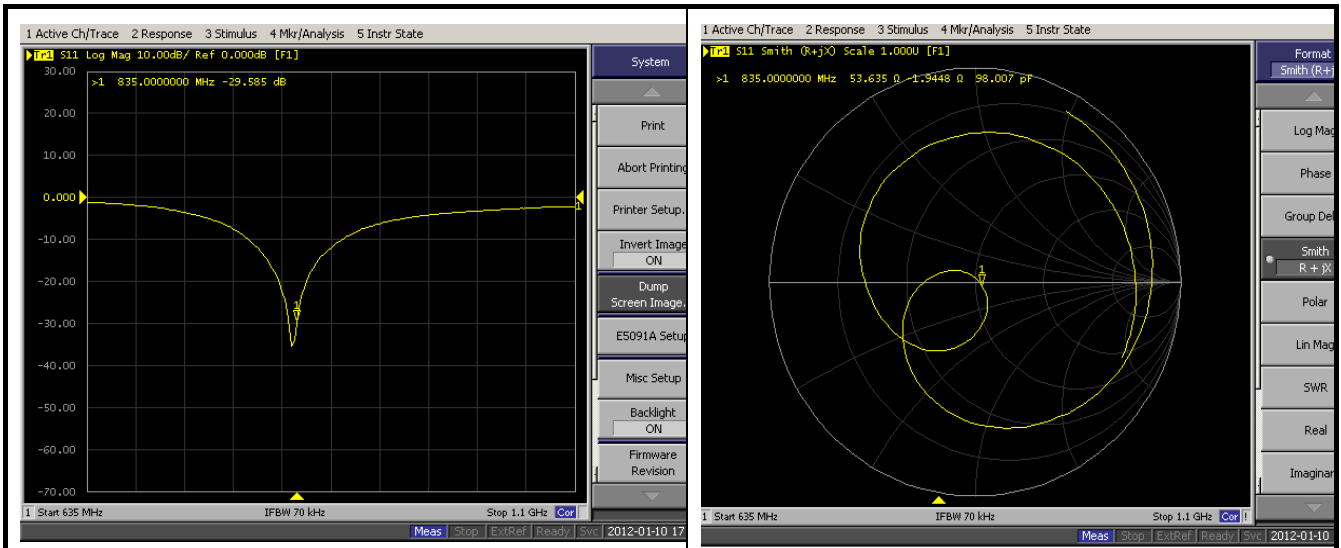 1 Active Ch/Trace 2 Response 3 Stimulus 4 Mkr/Analysis 5 Instr State
Tr1 S11 Log Mag 10.00dB/ Ref 0.000dB [F1]
>1 835.0000000 MHz -29.585 dB
30.00
20.00
10.00
0.000
-10.00
-20.00
-30.00
-40.00
-50.00
-60.00
-70.00
1
1
System
Print
Abort Printing
Printer Setup.
Invert Image
ON
Dump
Screen Image.
E5091A Setup
Misc Setup
Backlight
ON
Firmware
Revision
1 Start 635 MHz IFBW 70 kHz Stop 1.1 GHz Cor
Meas Stop ExtRef Ready Svc 2012-01-10 17
1 Active Ch/Trace 2 Response 3 Stimulus 4 Mkr/Analysis 5 Instr State
Tr1 S11 Smith (R+jX) Scale 1.000U [F1]
>1 835.0000000 MHz 53.635 Ω -1.9448 Ω 98.007 pF
1
Format
Smith (R+j
Log Mag
Phase
Group Del
Smith
R + jX
Polar
Lin Mag
SWR
Real
Imaginar
1 Start 635 MHz IFBW 70 kHz Stop 1.1 GHz Cor !
Meas Stop ExtRef Ready Svc 2012-01-10